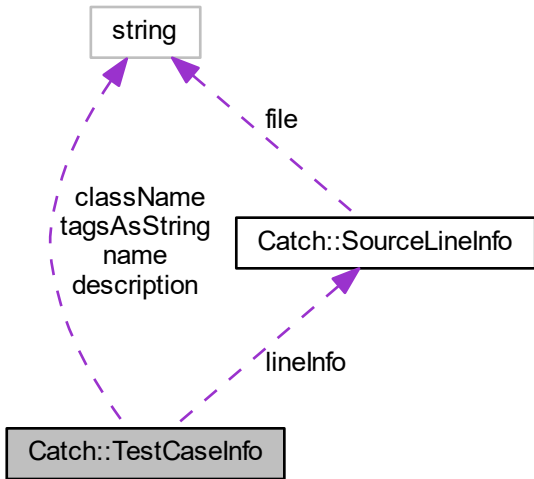 string
file
className
tagsAsString
name
description
Catch::SourceLineInfo
lineInfo
Catch::TestCaseInfo